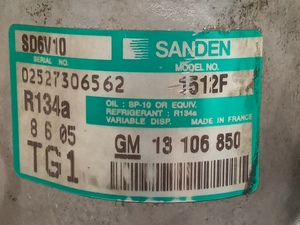 SD6V10
SANDEN
SERIAL NO.
MODEL NO.
02527306562
1512F
R134a
OIL : SP-10 OR EQUIV.
REFRIGERANT : R134a
VARIABLE DISP. MADE IN FRANCE
8 6 05
TG1
GM 13 106 850